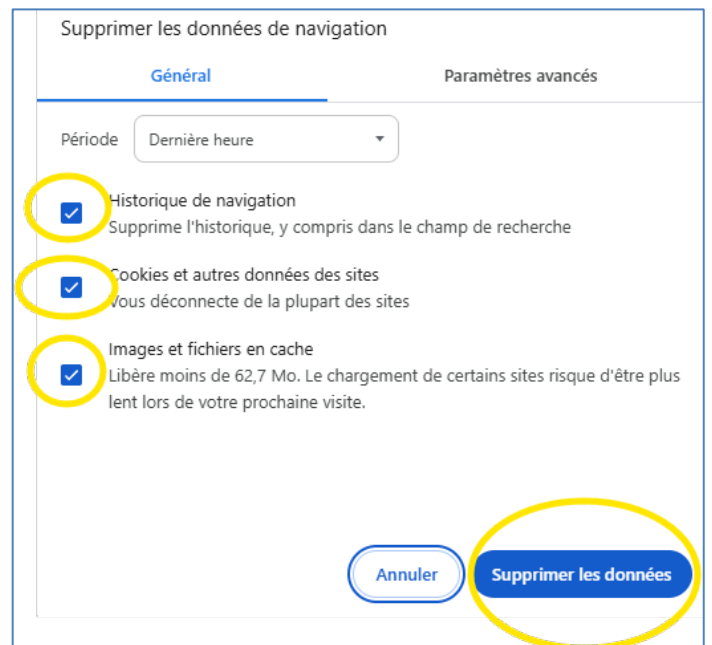 Supprimer les données de navigation
Général
Paramètres avancés
Période
Dernière heure
Historique de navigation
Supprime l'historique, y compris dans le champ de recherche
Cookies et autres données des sites
Vous déconnecte de la plupart des sites
Images et fichiers en cache
Libère moins de 62,7 Mo. Le chargement de certains sites risque d'être plus
lent lors de votre prochaine visite.
Annuler
Supprimer les données